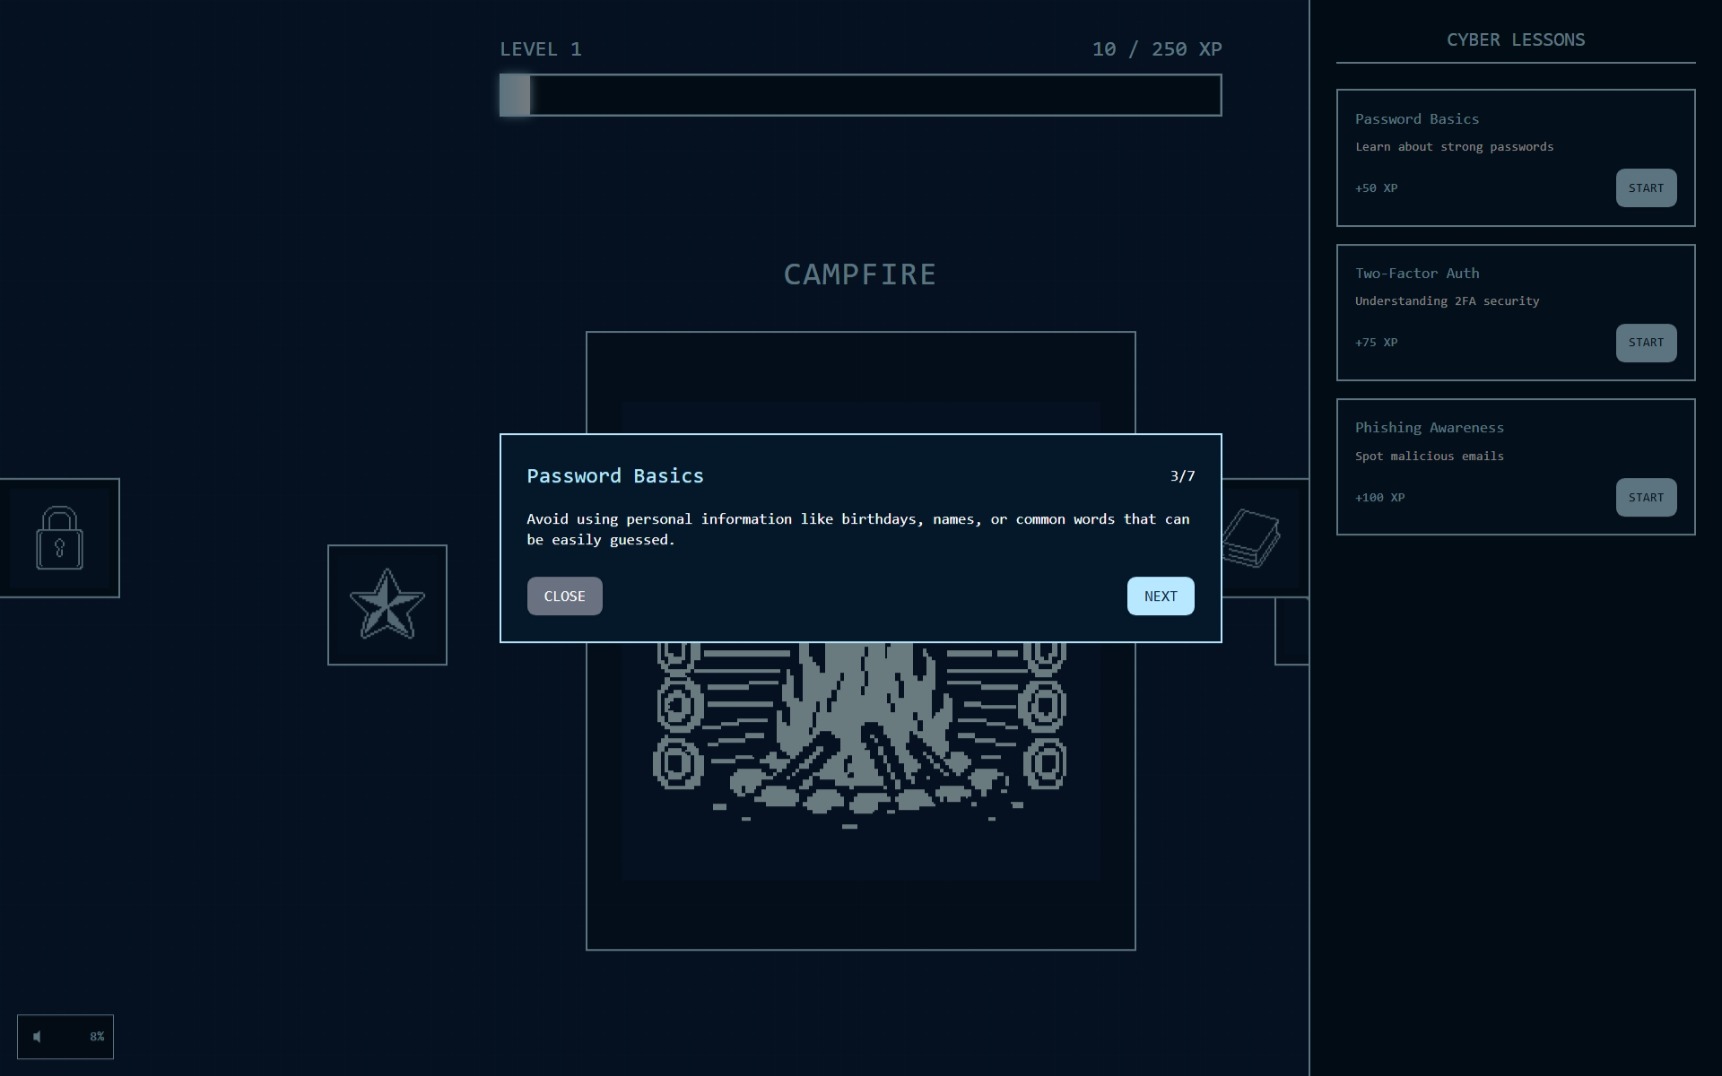 LEVEL 1
10 / 250 XP
CAMPFIRE
Password Basics
3/7
Avoid using personal information like birthdays, names, or common words that can
be easily guessed.
CLOSE
NEXT
8%
CYBER LESSONS
Password Basics
Learn about strong passwords
+50 XP
START
Two-Factor Auth
Understanding 2FA security
+75 XP
START
Phishing Awareness
Spot malicious emails
+100 XP
START